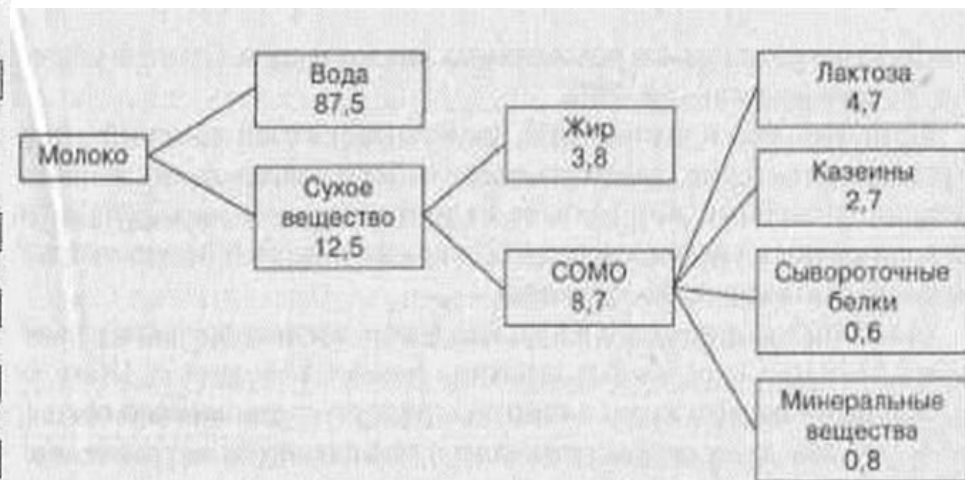 Молоко
Вода
87,5
Сухое
вещество
12,5
Жир
3,8
СОМО
8,7
Лактоза
4,7
Казеины
2,7
Сывороточные
белки
0,6
Минеральные
вещества
0,8